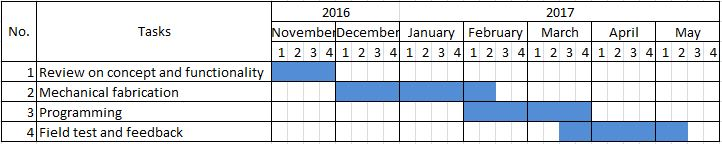 2016 2017
No. Tasks November December January February March April May
1 2 3 4 1 2 3 4 1 2 3 4 1 2 3 4 1 2 3 4 1 2 3 4 1 2 3 4
1 Review on concept and functionality
2 Mechanical fabrication
3 Programming
4 Field test and feedback